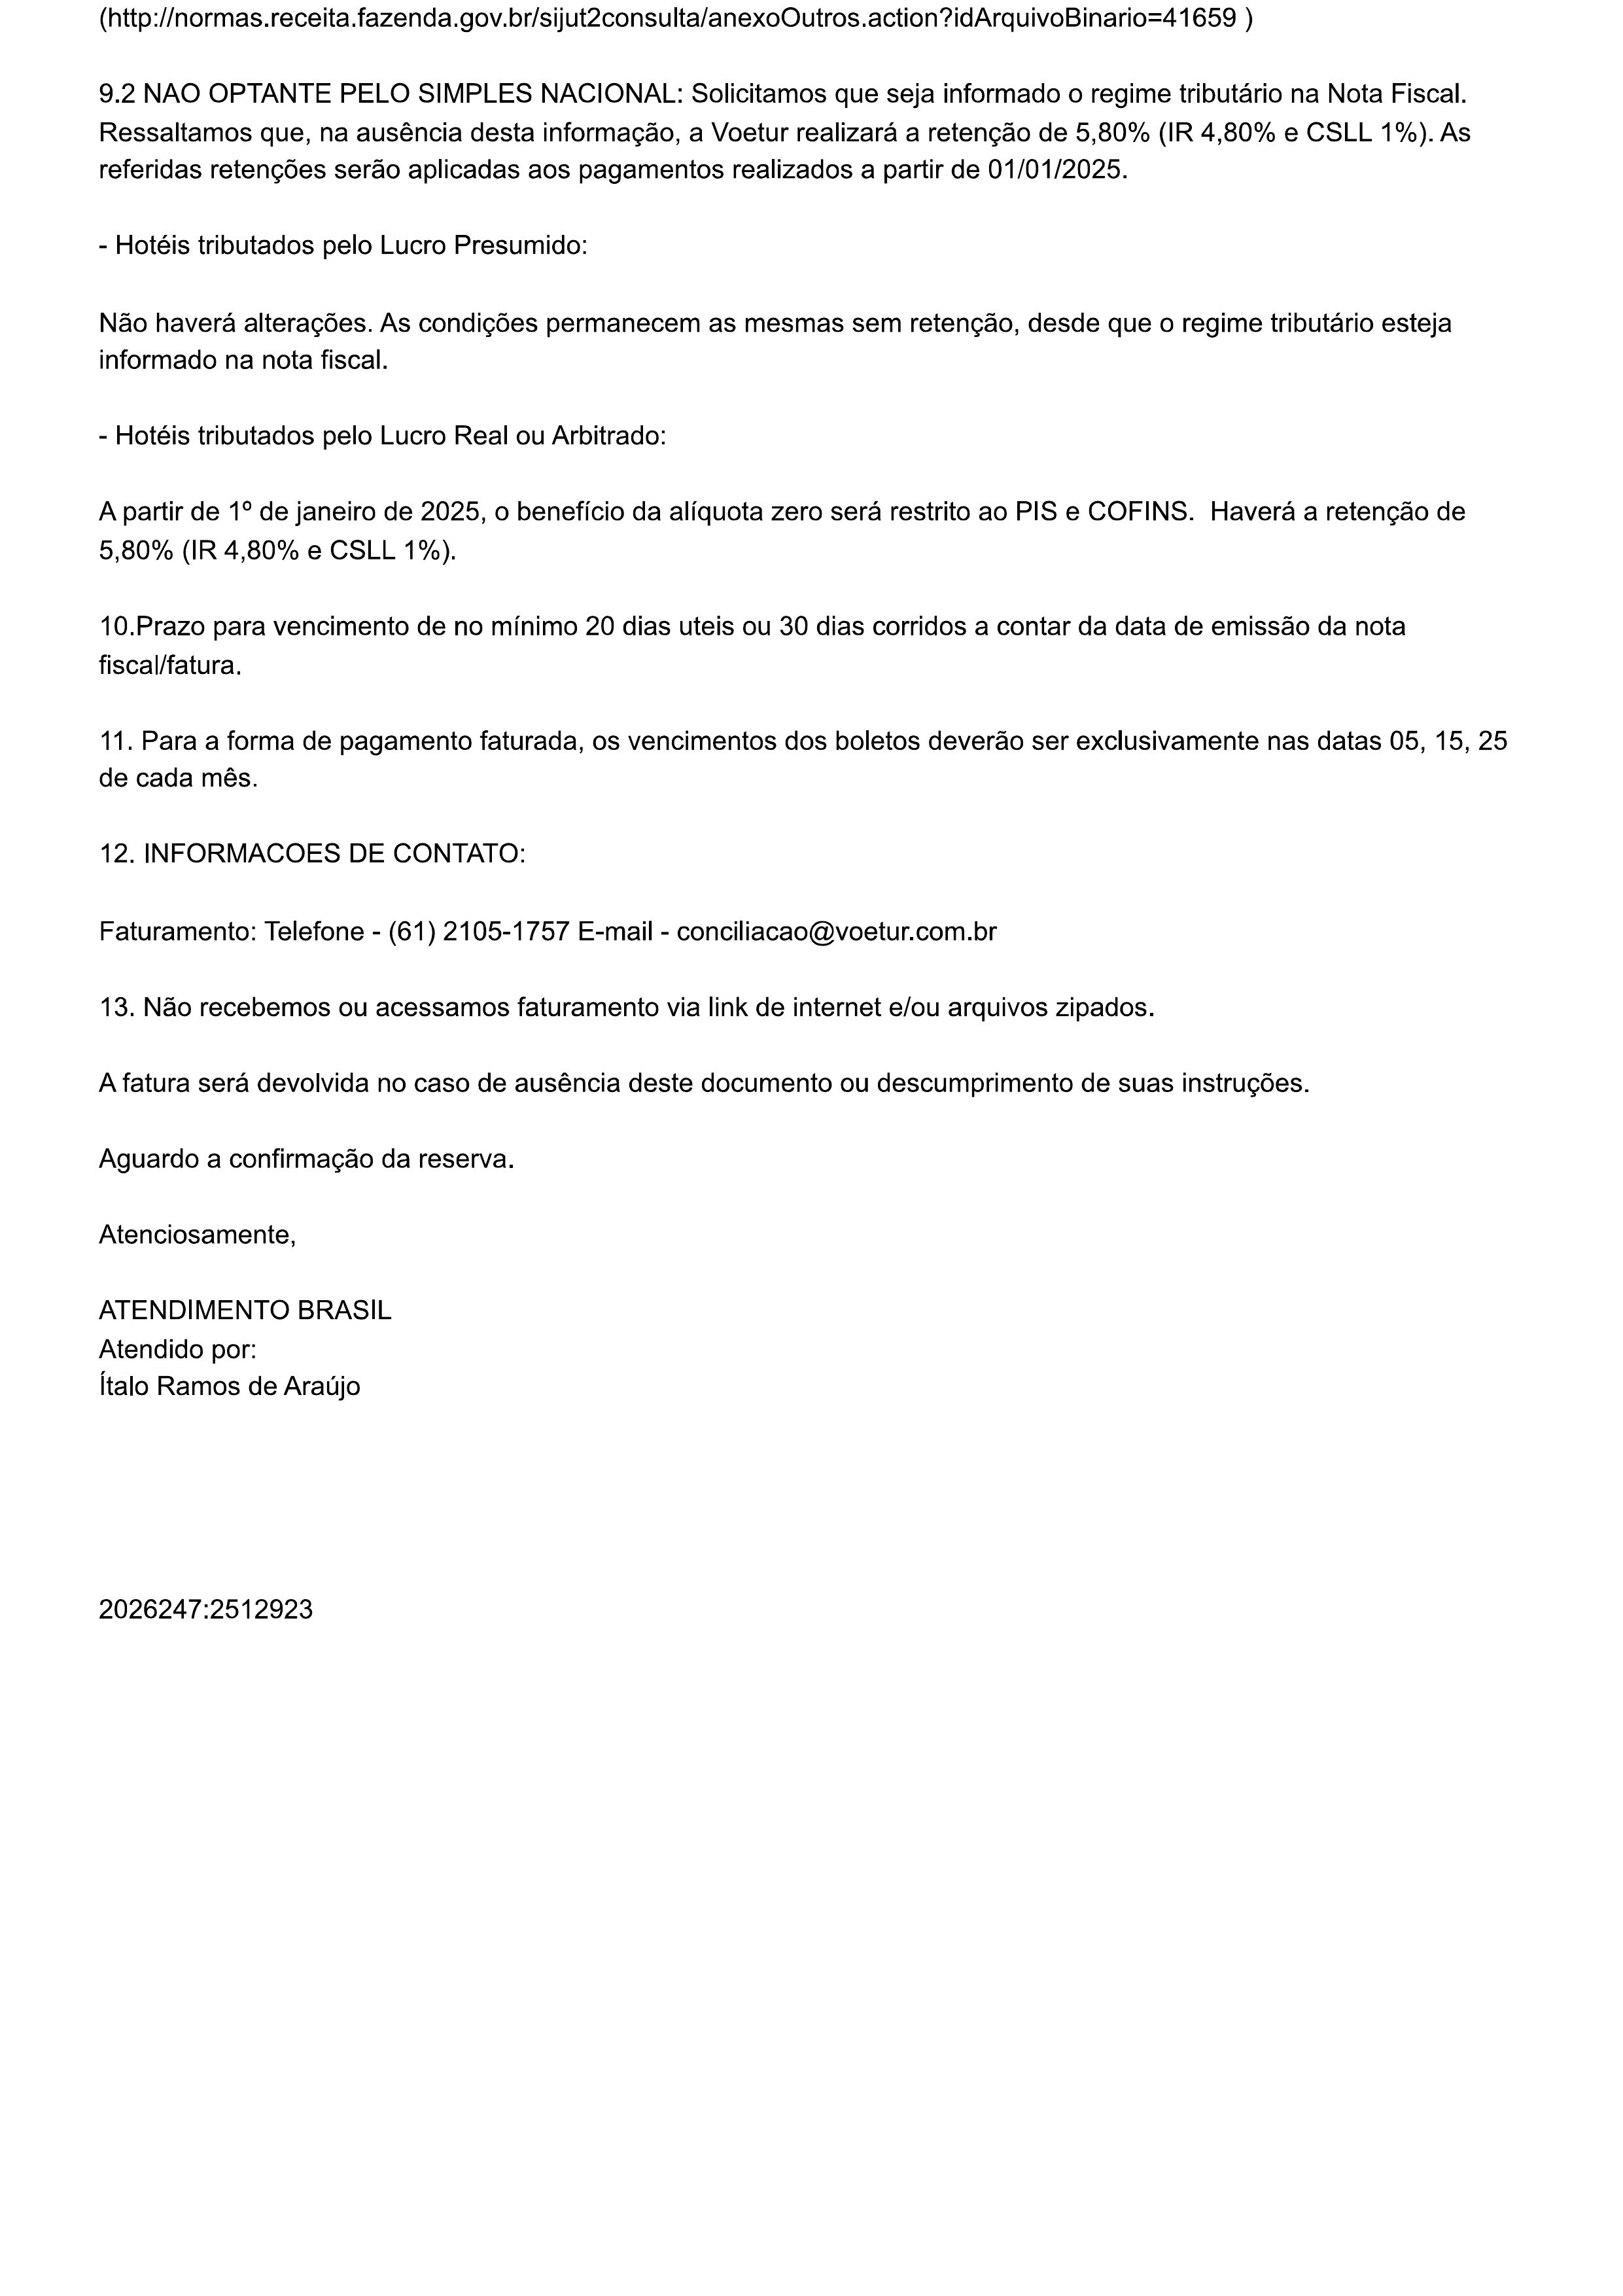 (http://normas.receita.fazenda.gov.br/sijut2consulta/anexoOutros.action?idArquivoBinario=41659 )
9.2 NAO OPTANTE PELO SIMPLES NACIONAL: Solicitamos que seja informado o regime tributário na Nota Fiscal.
Ressaltamos que, na ausência desta informação, a Voetur realizará a retenção de 5,80% (IR 4,80% e CSLL 1%). As
referidas retenções serão aplicadas aos pagamentos realizados a partir de 01/01/2025.
- Hotéis tributados pelo Lucro Presumido:
Não haverá alterações. As condições permanecem as mesmas sem retenção, desde que o regime tributário esteja
informado na nota fiscal.
- Hotéis tributados pelo Lucro Real ou Arbitrado:
A partir de 1º de janeiro de 2025, o benefício da alíquota zero será restrito ao PIS e COFINS.  Haverá a retenção de
5,80% (IR 4,80% e CSLL 1%).
10.Prazo para vencimento de no mínimo 20 dias uteis ou 30 dias corridos a contar da data de emissão da nota
fiscal/fatura.
11. Para a forma de pagamento faturada, os vencimentos dos boletos deverão ser exclusivamente nas datas 05, 15, 25
de cada mês.
12. INFORMACOES DE CONTATO:
Faturamento: Telefone - (61) 2105-1757 E-mail - conciliacao@voetur.com.br
13. Não recebemos ou acessamos faturamento via link de internet e/ou arquivos zipados.
A fatura será devolvida no caso de ausência deste documento ou descumprimento de suas instruções.
Aguardo a confirmação da reserva.
Atenciosamente,
ATENDIMENTO BRASIL
Atendido por:
Ítalo Ramos de Araújo
2026247:2512923